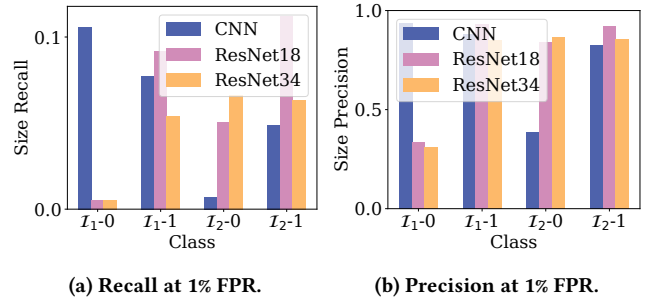 0.1
0.0
Size Recall
CNN
ResNet18
ResNet34
I₁-0 I₁-1 I₂-0 I₂-1
Class
(a) Recall at 1% FPR.
1.0
0.5
0.0
Size Precision
CNN
ResNet18
ResNet34
I₁-0 I₁-1 I₂-0 I₂-1
Class
(b) Precision at 1% FPR.